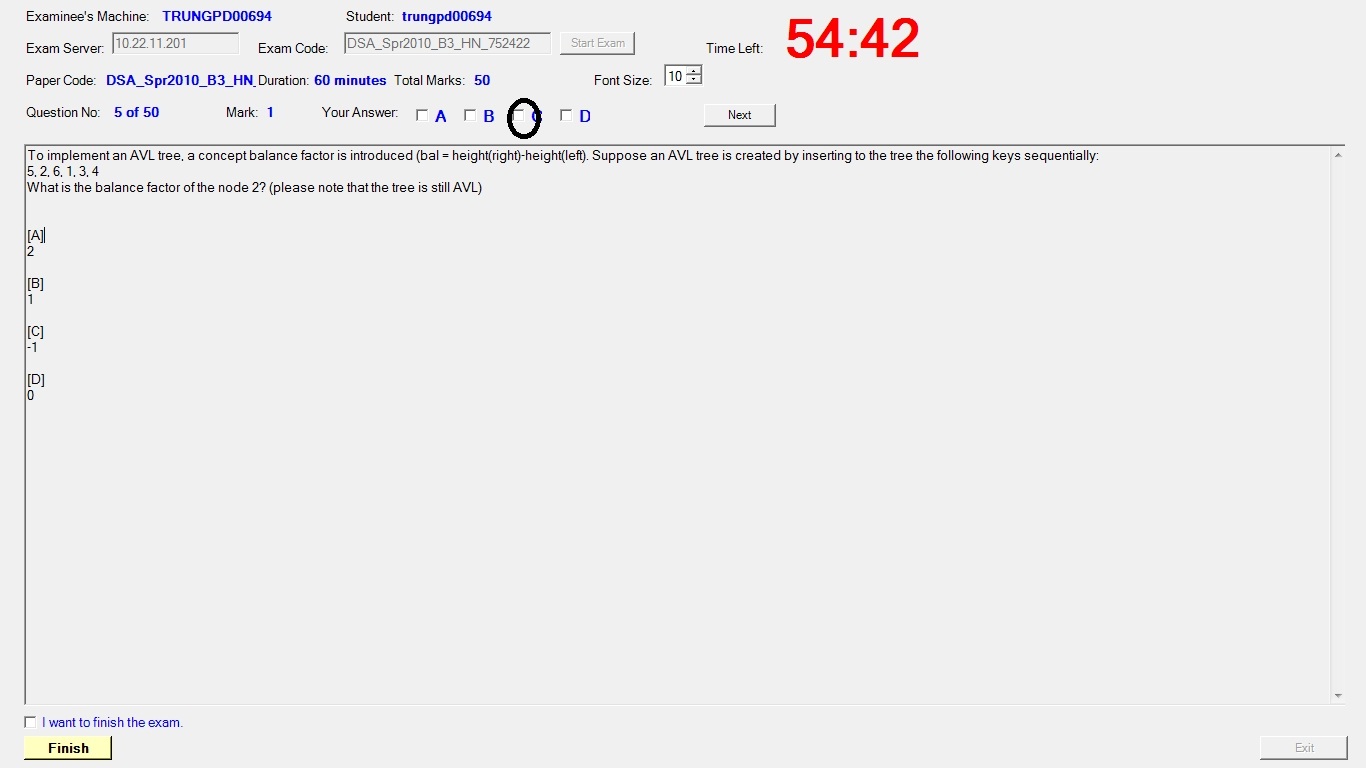 Examinee's Machine: TRUNGPD00694 Student: trungpd00694
Exam Server: 10.22.11.201 Exam Code: DSA_Spr2010_B3_HN_752422 Start Exam Time Left: 54:42
Paper Code: DSA_Spr2010_B3_HN_ Duration: 60 minutes Total Marks: 50 Font Size: 10
Question No: 5 of 50 Mark: 1 Your Answer: A B C D Next
To implement an AVL tree, a concept balance factor is introduced (bal = height(right)-height(left). Suppose an AVL tree is created by inserting to the tree the following keys sequentially:
5, 2, 6, 1, 3, 4
What is the balance factor of the node 2? (please note that the tree is still AVL)
[A]
2
[B]
1
[C]
-1
[D]
0
I want to finish the exam.
Finish Exit